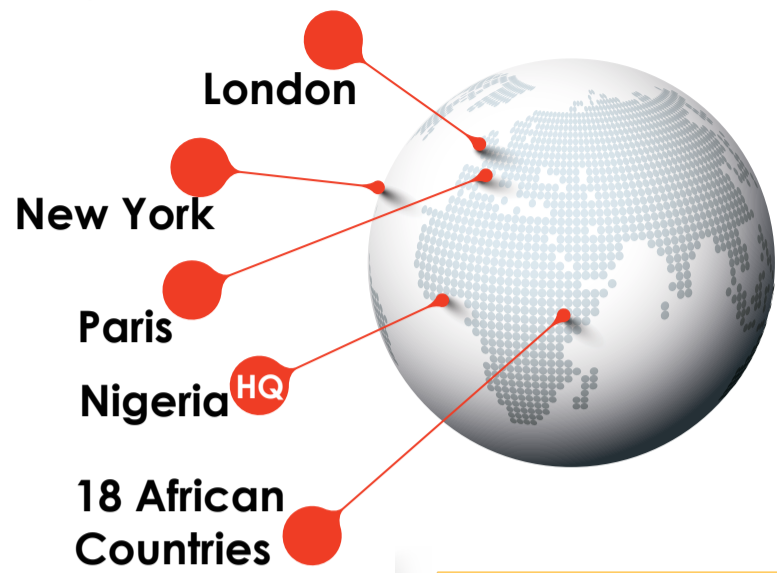 London
New York
Paris
Nigeria HQ
18 African
Countries